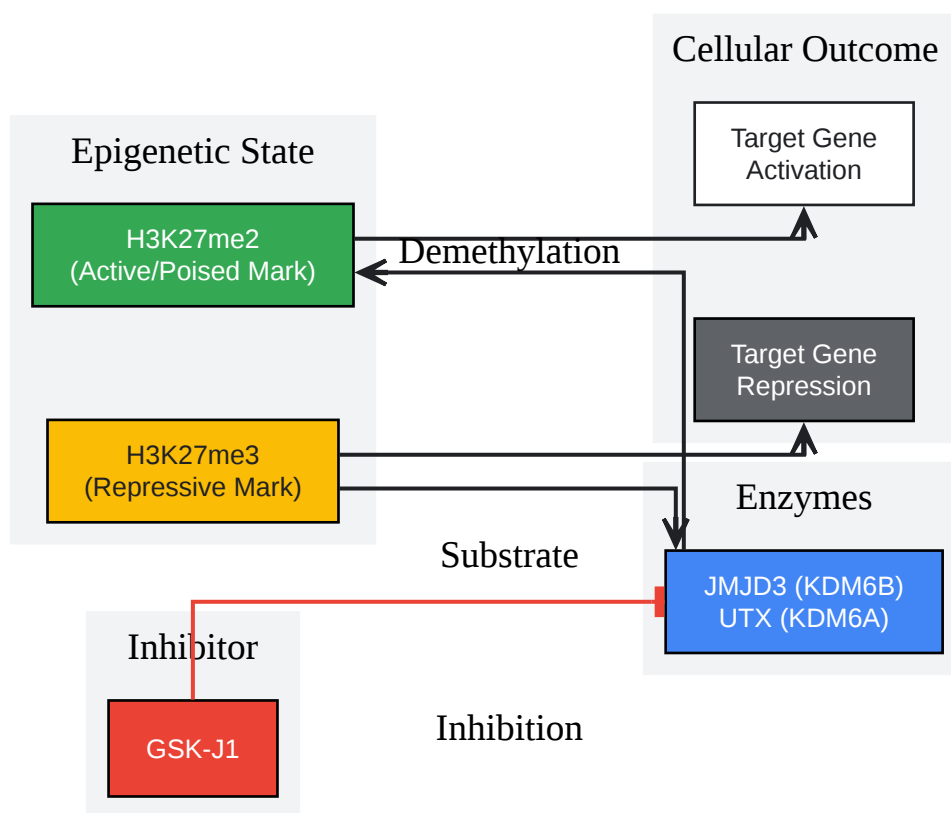 Cellular Outcome
Target Gene
Activation
Epigenetic State
H3K27me2
(Active/Poised Mark)
Demethylation
Target Gene
Repression
H3K27me3
(Repressive Mark)
Enzymes
Substrate
JMJD3 (KDM6B)
UTX (KDM6A)
Inhibitor
Inhibition
GSK-J1